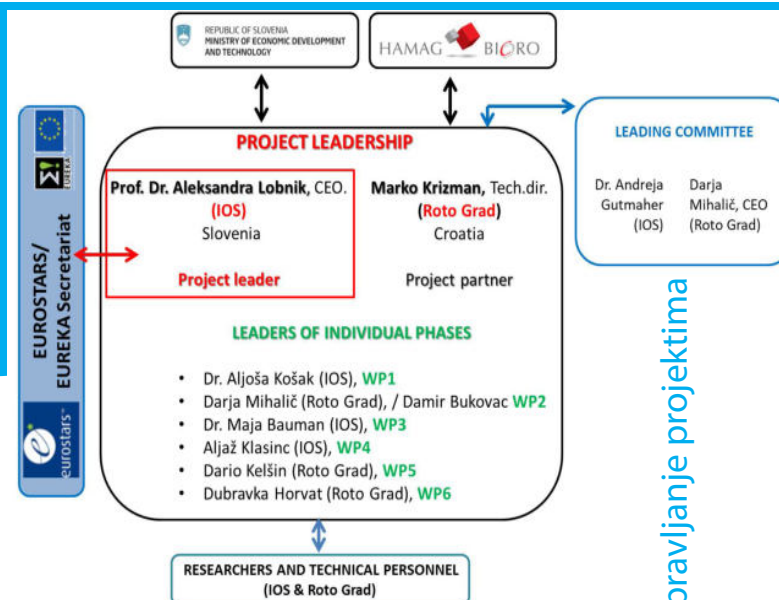 REPUBLIC OF SLOVENIA
MINISTRY OF ECONOMIC DEVELOPMENT
AND TECHNOLOGY
HAMAG BICRO
EUROSTARS/
EUREKA Secretariat
EUREKA
eurostars™
PROJECT LEADERSHIP
Prof. Dr. Aleksandra Lobnik, CEO.
(IOS)
Slovenia
Project leader
Marko Krizman, Tech.dir.
(Roto Grad)
Croatia
Project partner
LEADERS OF INDIVIDUAL PHASES
• Dr. Aljoša Košak (IOS), WP1
• Darja Mihalič (Roto Grad), / Damir Bukovac WP2
• Dr. Maja Bauman (IOS), WP3
• Aljaž Klasinc (IOS), WP4
• Dario Kelšin (Roto Grad), WP5
• Dubravka Horvat (Roto Grad), WP6
LEADING COMMITTEE
Dr. Andreja
Gutmaher
(IOS)
Darja
Mihalič, CEO
(Roto Grad)
RESEARCHERS AND TECHNICAL PERSONNEL
(IOS & Roto Grad)
pravljanje projektima